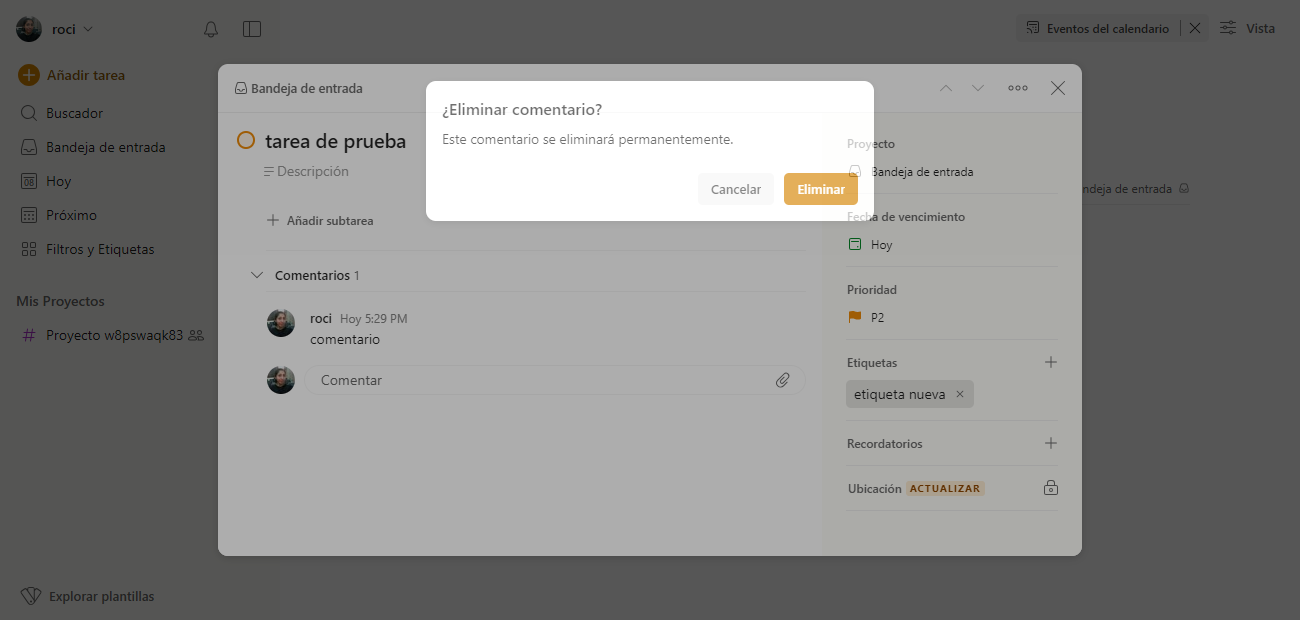 roci
Eventos del calendario
Vista
Añadir tarea
Buscador
Bandeja de entrada
08
Hoy
Próximo
Filtros y Etiquetas
Mis Proyectos
# Proyecto w8pswaqk83
Explorar plantillas
Bandeja de entrada
¿Eliminar comentario?
Este comentario se eliminará permanentemente.
Cancelar
Eliminar
tarea de prueba
Descripción
Añadir subtarea
Comentarios 1
roci Hoy 5:29 PM
comentario
Comentar
Proyecto
Bandeja de entrada
Fecha de vencimiento
Hoy
Prioridad
P2
Etiquetas
etiqueta nueva
Recordatorios
Ubicación ACTUALIZAR
ndeja de entrada